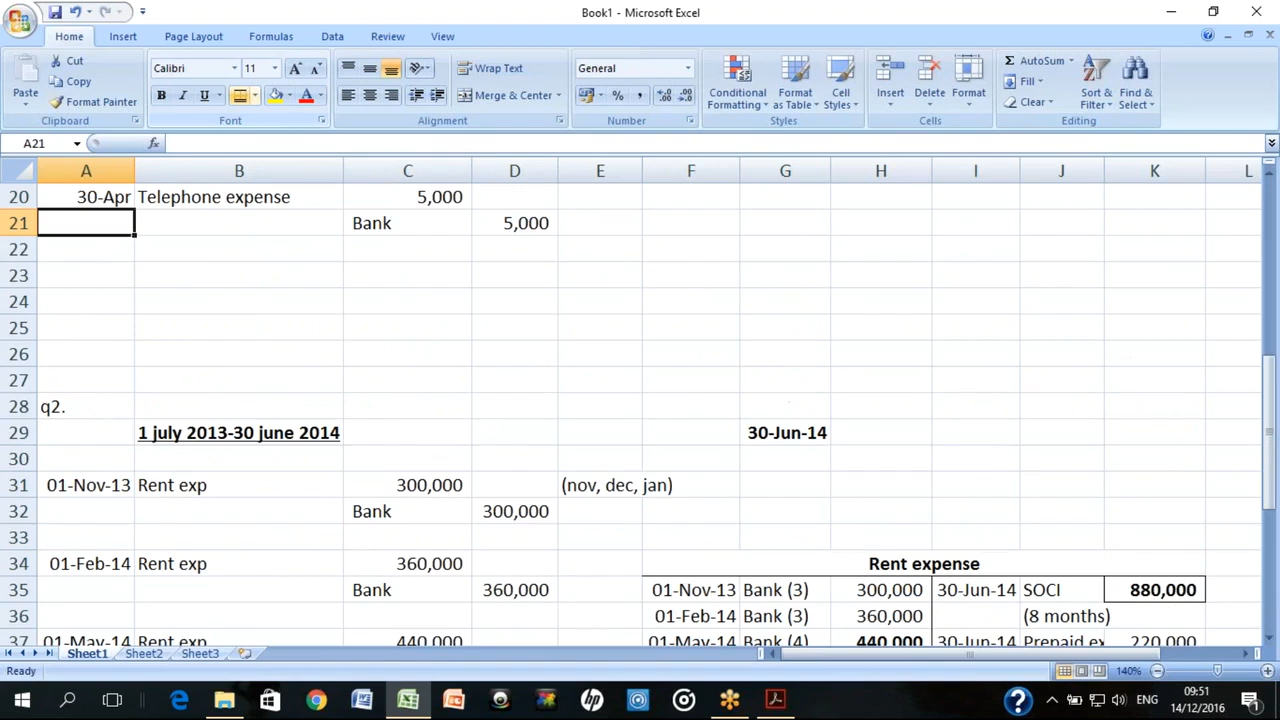 Book1 - Microsoft Excel
Home Insert Page Layout Formulas Data Review View
Cut
Copy
Format Painter
Paste
Clipboard
Calibri 11
B I U
Font
Wrap Text
Merge & Center
Alignment
General
Number
Conditional Formatting
Format as Table
Cell Styles
Styles
Insert Delete Format
Cells
AutoSum
Fill
Clear
Sort & Filter
Find & Select
Editing
A21 fx
A B C D E F G H I J K L
20 30-Apr Telephone expense 5,000
21 Bank 5,000
22
23
24
25
26
27
28 q2.
29 1 july 2013-30 june 2014 30-Jun-14
30
31 01-Nov-13 Rent exp 300,000 (nov, dec, jan)
32 Bank 300,000
33
34 01-Feb-14 Rent exp 360,000 Rent expense
35 Bank 360,000 01-Nov-13 Bank (3) 300,000 30-Jun-14 SOCI 880,000
36 01-Feb-14 Bank (3) 360,000 (8 months)
37 01-May-14 Rent exp 440,000 01-May-14 Bank (4) 440,000 30-Jun-14 Prepaid ex 220,000
Sheet1 Sheet2 Sheet3
Ready 140%
ENG 09:51
14/12/2016